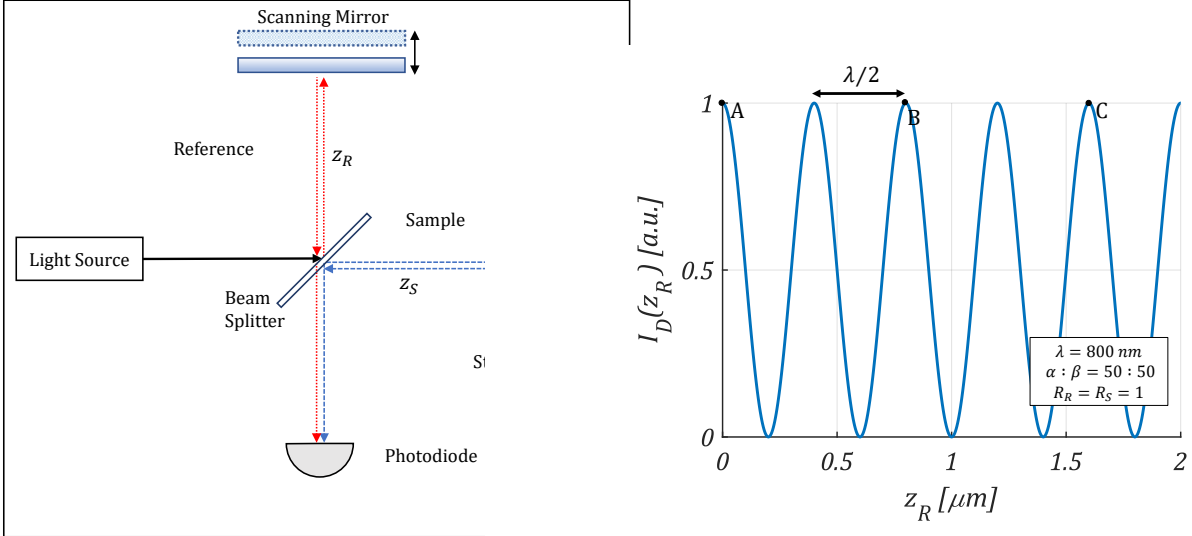 Scanning Mirror
Reference
z_R
Sample
Light Source
z_S
Beam
Splitter
Photodiode
λ/2
1
A
B
C
I_D(z_R) [a.u.]
0.5
λ = 800 nm
α : β = 50 : 50
R_R = R_S = 1
0
0
0.5
1
1.5
2
z_R [μm]